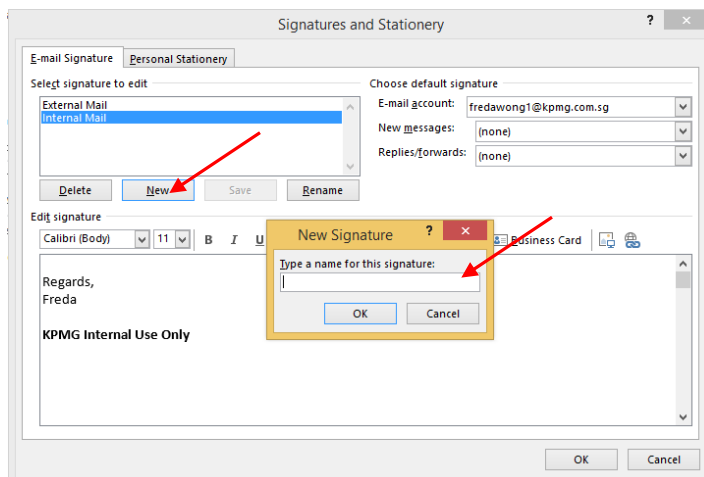 Signatures and Stationery
?
E-mail Signature Personal Stationery
Select signature to edit
External Mail
Internal Mail
Delete New Save Rename
Choose default signature
E-mail account: fredawong1@kpmg.com.sg
New messages: (none)
Replies/forwards: (none)
Edit signature
Calibri (Body) 11 B I U Business Card
New Signature ?
Type a name for this signature:
OK Cancel
Regards,
Freda
KPMG Internal Use Only
OK Cancel